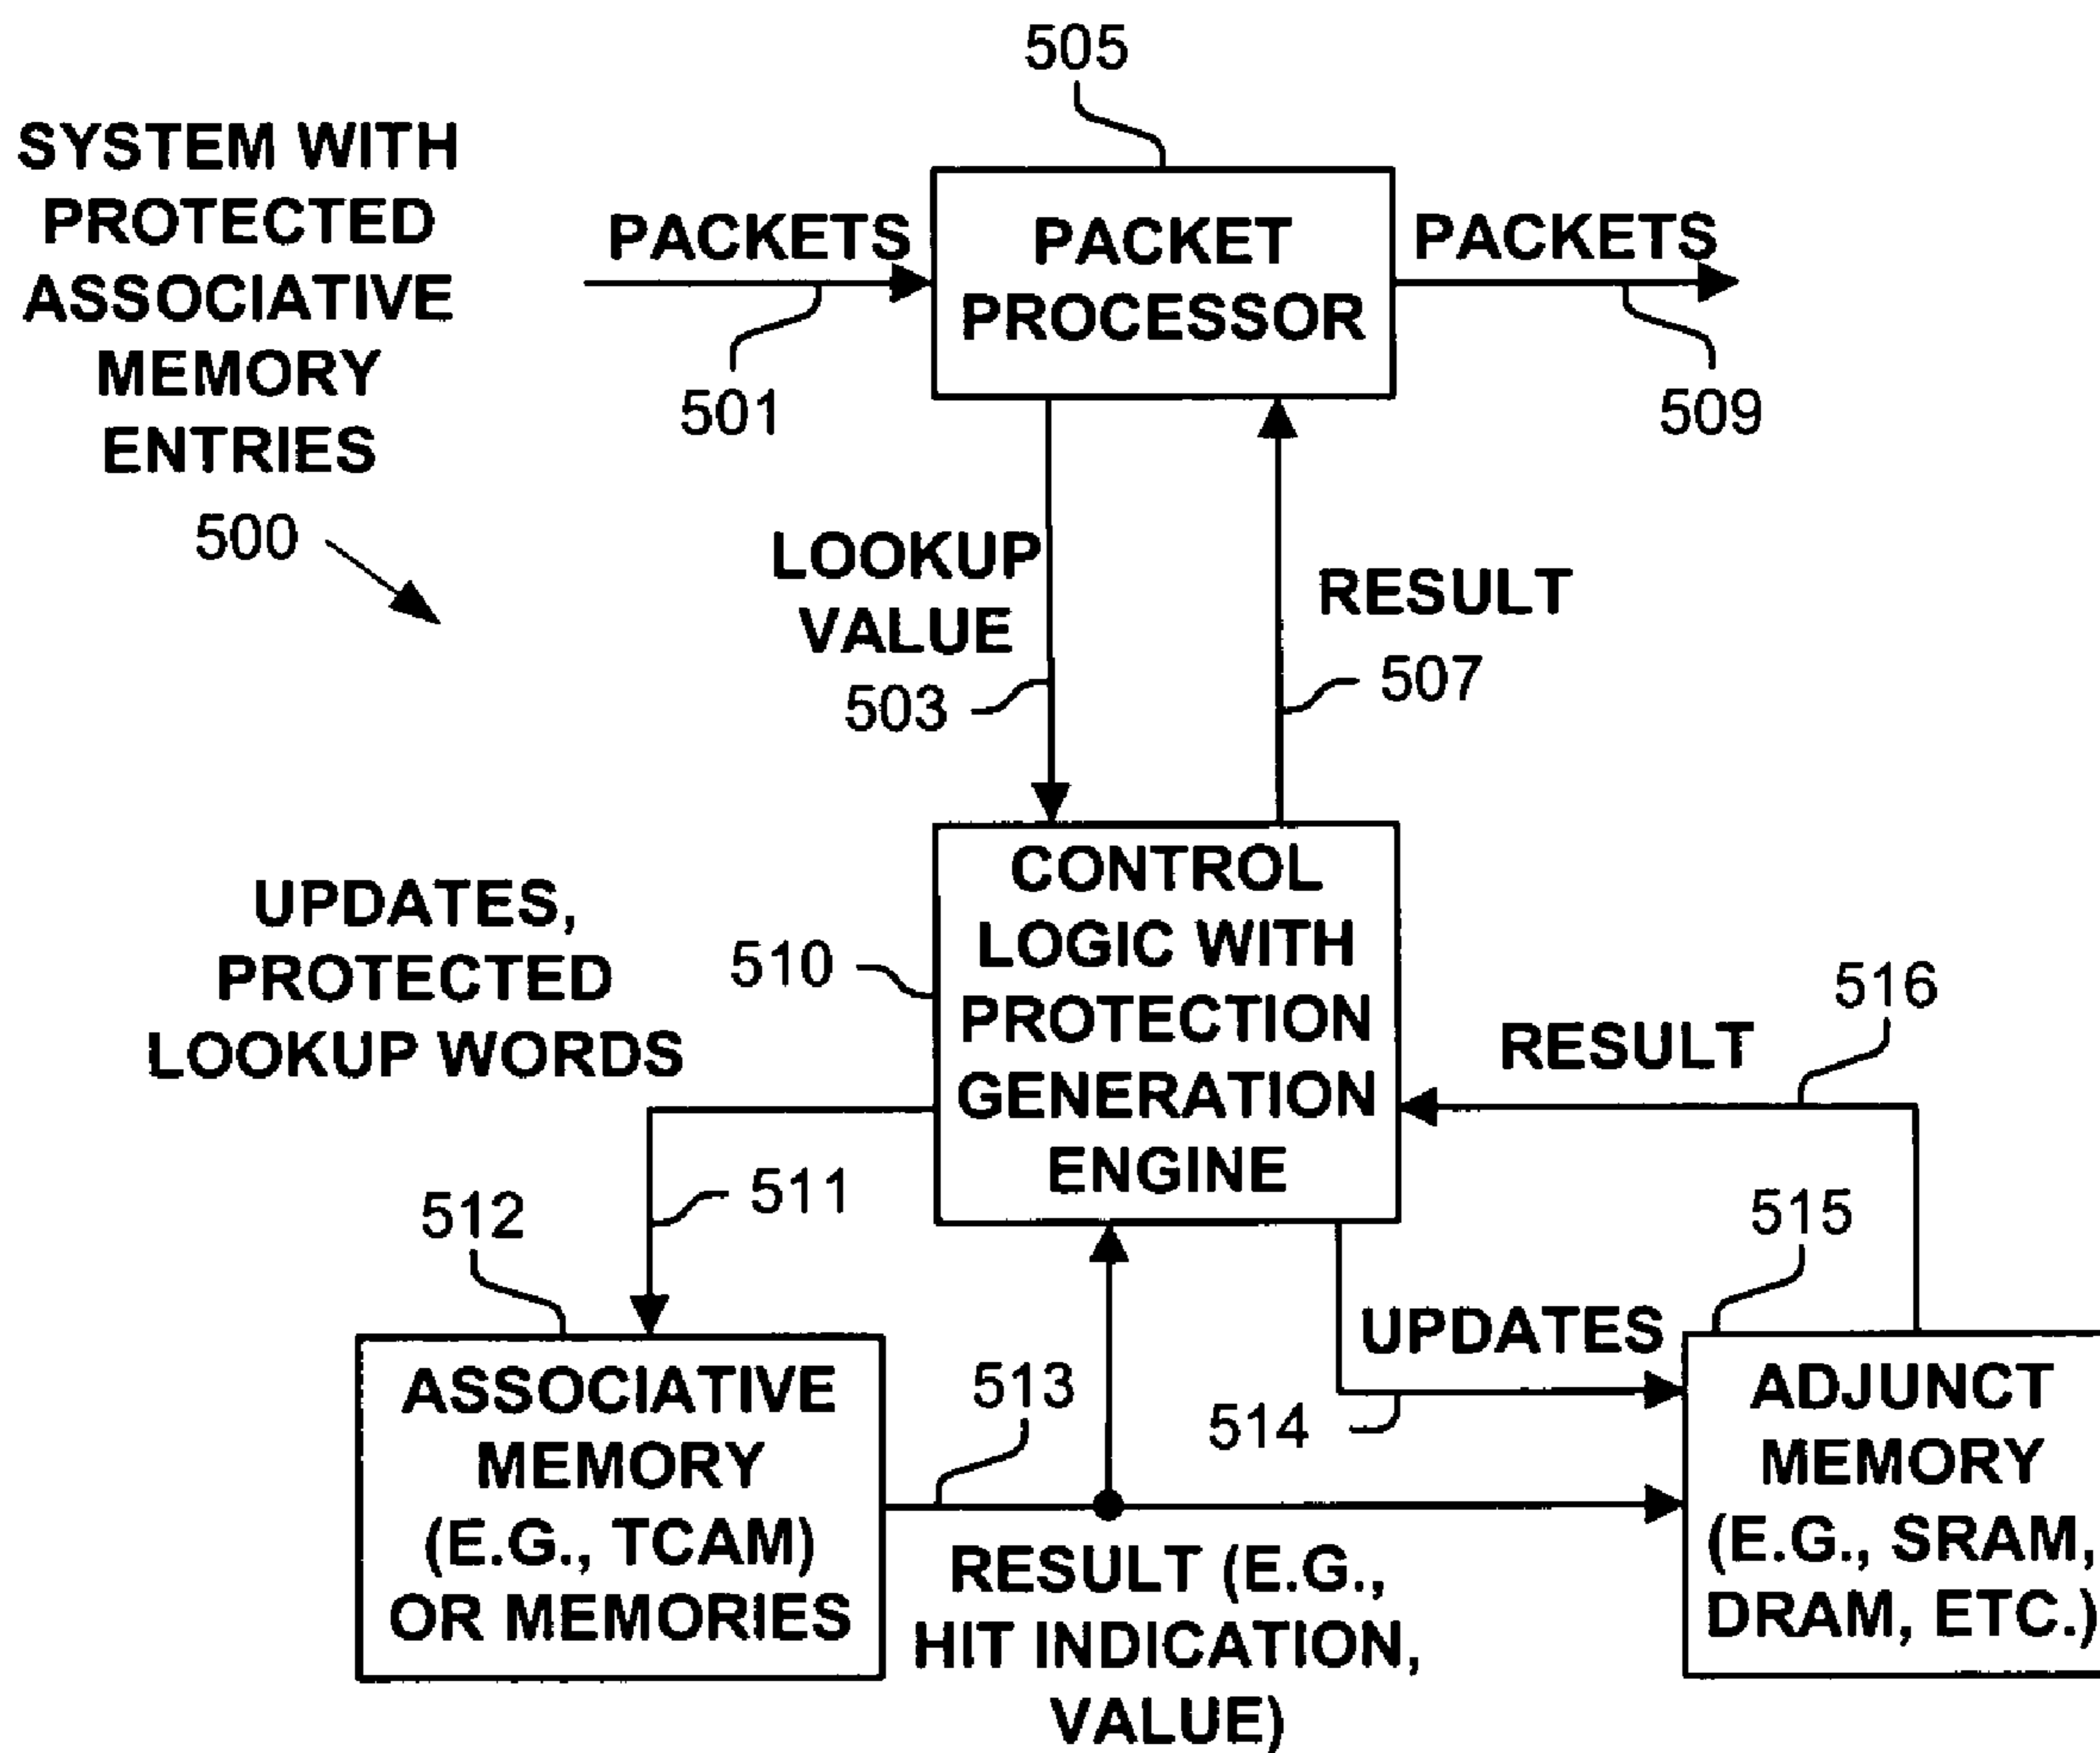 505
SYSTEM WITH
PROTECTED
ASSOCIATIVE
MEMORY
ENTRIES
500
PACKETS
501
PACKET
PROCESSOR
PACKETS
509
LOOKUP
VALUE
503
RESULT
507
UPDATES,
PROTECTED
LOOKUP WORDS
510
CONTROL
LOGIC WITH
PROTECTION
GENERATION
ENGINE
RESULT
516
511
512
515
ASSOCIATIVE
MEMORY
(E.G., TCAM)
OR MEMORIES
513
UPDATES
514
RESULT (E.G.,
HIT INDICATION,
VALUE)
ADJUNCT
MEMORY
(E.G., SRAM,
DRAM, ETC.)